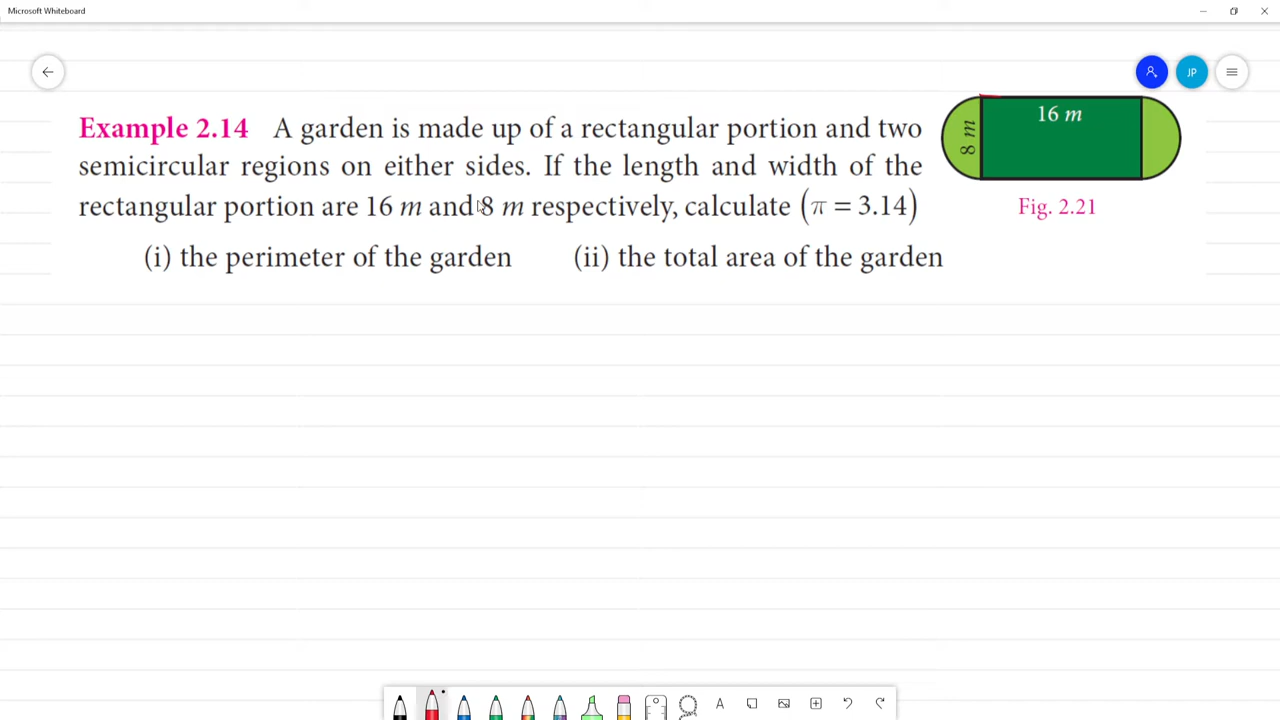 Microsoft Whiteboard
JP
Example 2.14 A garden is made up of a rectangular portion and two
semicircular regions on either sides. If the length and width of the
rectangular portion are 16 m and 8 m respectively, calculate (π = 3.14)
(i) the perimeter of the garden (ii) the total area of the garden
16 m
8 m
Fig. 2.21
A